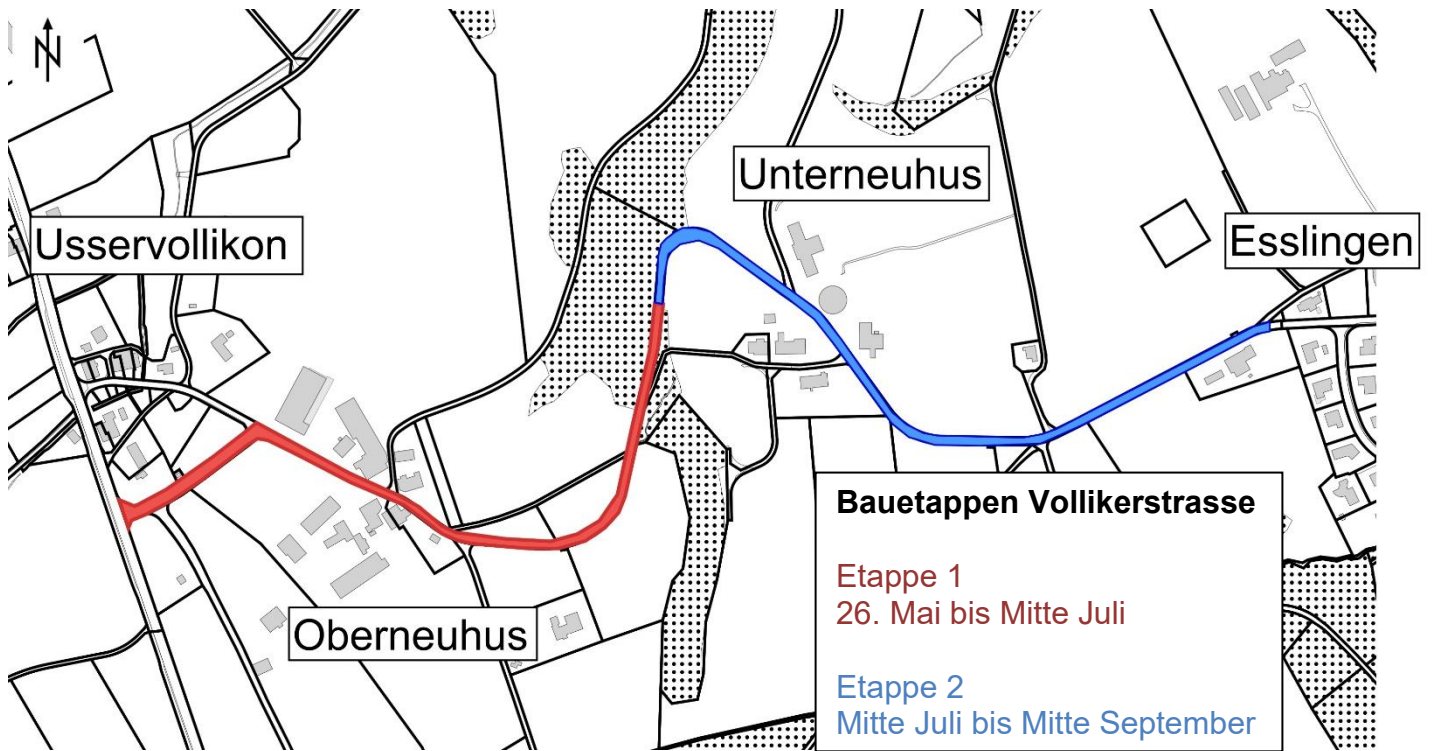 N
Unterneuhus
Usservollikon
Esslingen
Oberneuhus
Bauetappen Vollikerstrasse
Etappe 1
26. Mai bis Mitte Juli
Etappe 2
Mitte Juli bis Mitte September